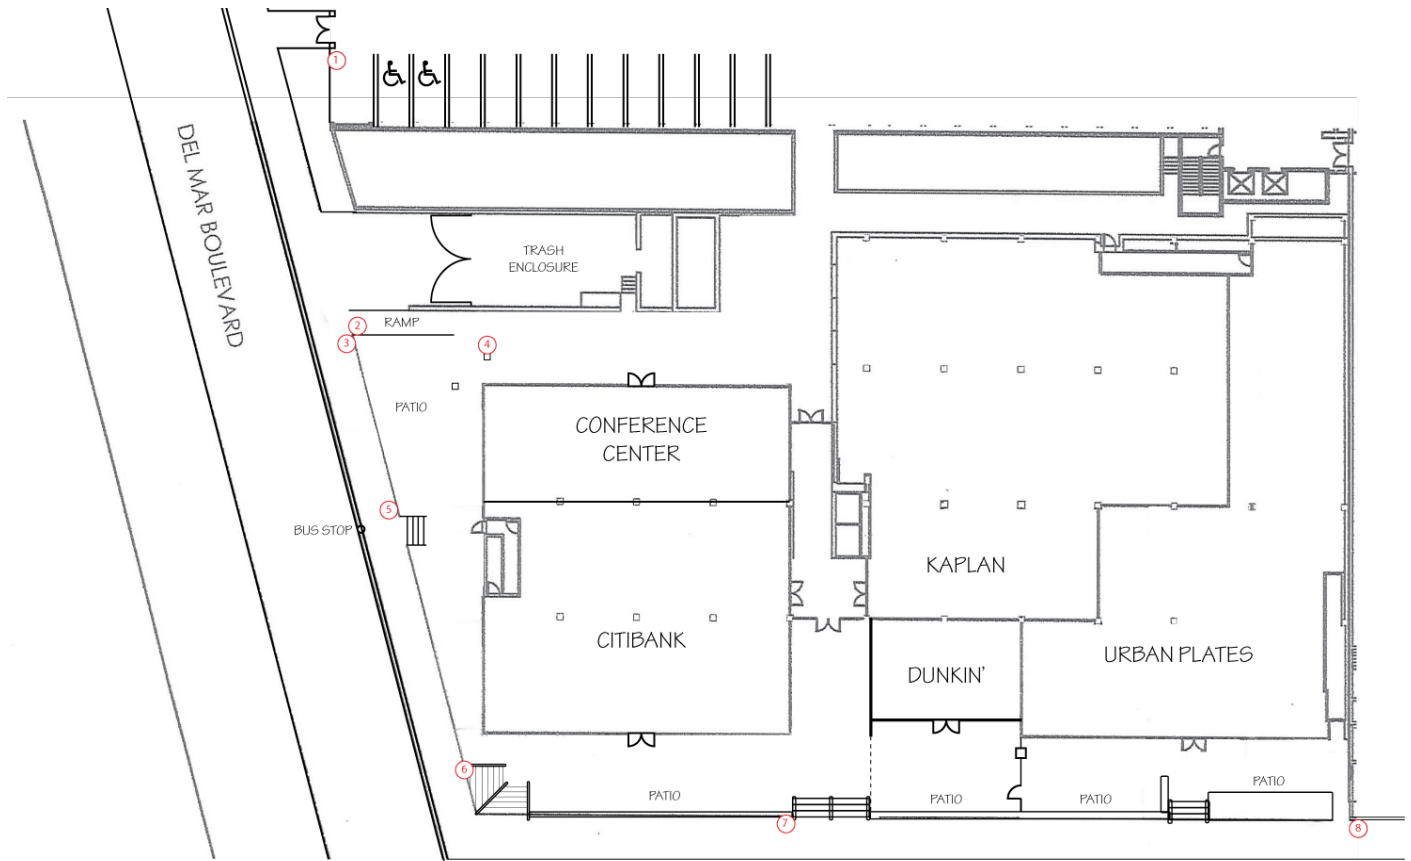 1
DEL MAR BOULEVARD
TRASH
ENCLOSURE
2
RAMP
3
4
PATIO
CONFERENCE
CENTER
5
BUS STOP
KAPLAN
CITIBANK
URBAN PLATES
DUNKIN'
6
PATIO
PATIO
PATIO
PATIO
7
8